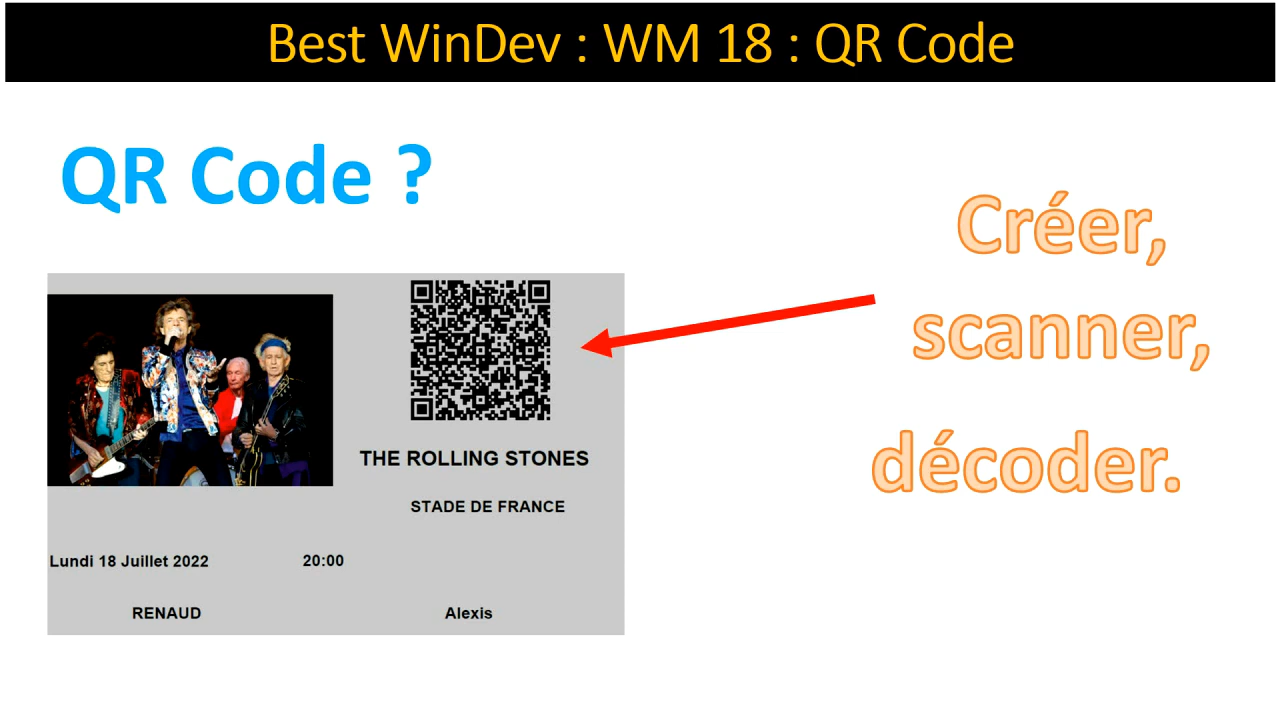 Best WinDev : WM 18 : QR Code
QR Code ?
Créer,
scanner,
décoder.
THE ROLLING STONES
STADE DE FRANCE
Lundi 18 Juillet 2022 20:00
RENAUD Alexis